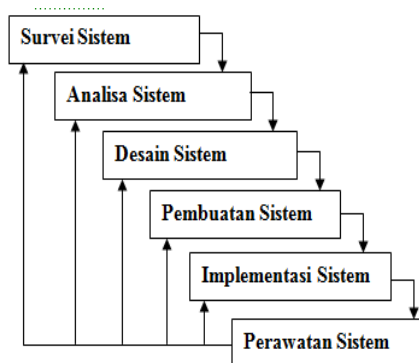 Survei Sistem
Analisa Sistem
Desain Sistem
Pembuatan Sistem
Implementasi Sistem
Perawatan Sistem